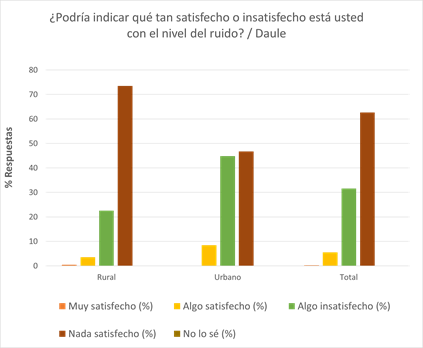 ¿Podría indicar qué tan satisfecho o insatisfecho está usted
con el nivel del ruido? / Daule
% Respuestas
80
70
60
50
40
30
20
10
0
Rural Urbano Total
Muy satisfecho (%) Algo satisfecho (%) Algo insatisfecho (%)
Nada satisfecho (%) No lo sé (%)